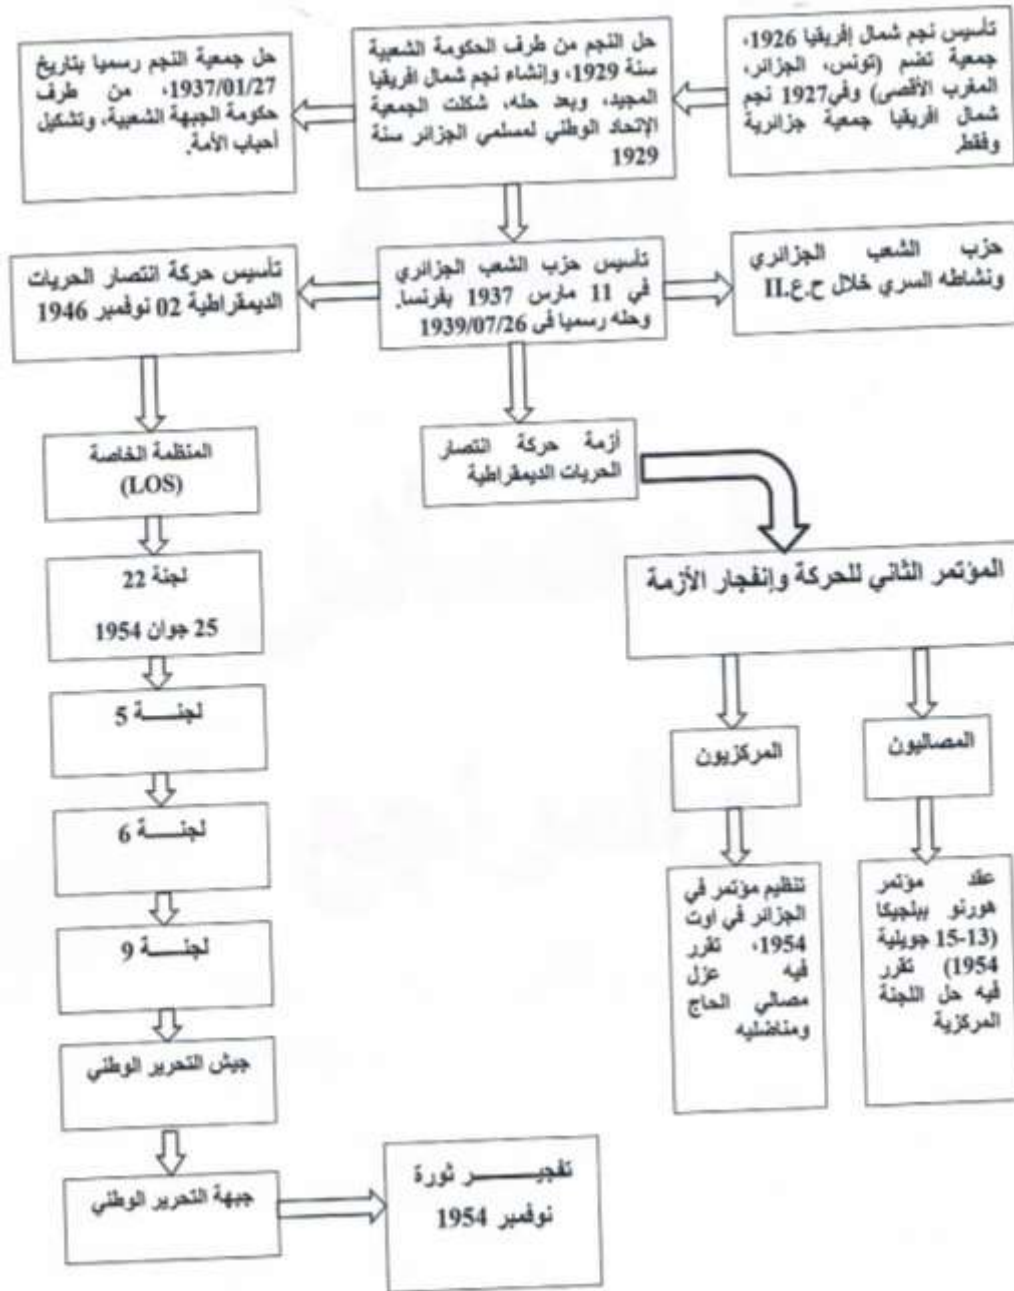 تأسيس نجم شمال إفريقيا 1926،
جمعية تضم (تونس، الجزائر،
المغرب الأقصى) وفي1927 نجم
شمال افريقيا جمعية جزائرية
وفقط
حل النجم من طرف الحكومة الشعبية
سنة 1929، وإنشاء نجم شمال افريقيا
المجيد، وبعد حله، شكلت الجمعية
الإتحاد الوطني لمسلمي الجزائر سنة
1929
حل جمعية النجم رسميا بتاريخ
1937/01/27، من طرف
حكومة الجبهة الشعبية، وتشكيل
أحباب الأمة.
حزب الشعب الجزائري
ونشاطه السري خلال ح.ع.II
تأسيس حزب الشعب الجزائري
في 11 مارس 1937 بفرنسا.
وحله رسميا في 1939/07/26
تأسيس حركة انتصار الحريات
الديمقراطية 02 نوفمبر 1946
أزمة حركة انتصار
الحريات الديمقراطية
المنظمة الخاصة
(LOS)
المؤتمر الثاني للحركة وإنفجار الأزمة
لجنة 22
25 جوان 1954
لجنــــة 5
المصاليون
المركزيون
لجنــــة 6
عقد مؤتمر
هورنو ببلجيكا
(13-15 جويلية
1954) تقرر
فيه حل اللجنة
المركزية
تنظيم مؤتمر في
الجزائر في اوت
1954، تقرر
فيه عزل
مصالي الحاج
ومناضليه
لجنــــة 9
جيش التحرير الوطني
جبهة التحرير الوطني
تفجيــــــر ثورة
نوفمبر 1954